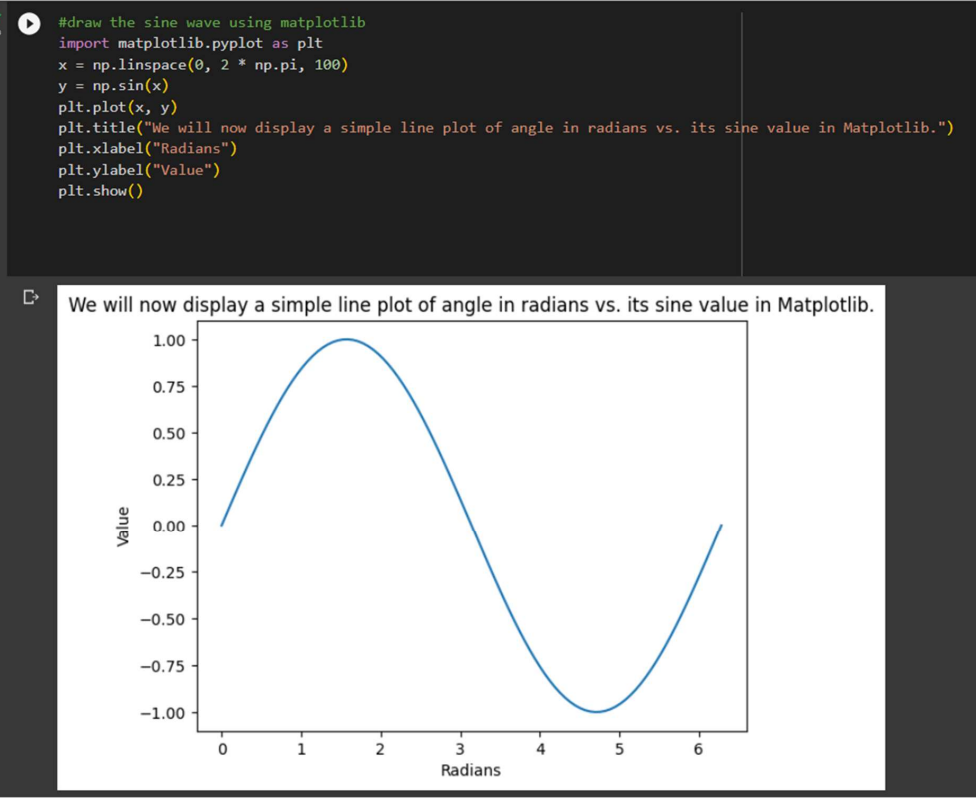 #draw the sine wave using matplotlib
import matplotlib.pyplot as plt
x = np.linspace(0, 2 * np.pi, 100)
y = np.sin(x)
plt.plot(x, y)
plt.title("We will now display a simple line plot of angle in radians vs. its sine value in Matplotlib.")
plt.xlabel("Radians")
plt.ylabel("Value")
plt.show()
We will now display a simple line plot of angle in radians vs. its sine value in Matplotlib.
1.00
0.75
0.50
0.25
0.00
−0.25
−0.50
−0.75
−1.00
Value
0 1 2 3 4 5 6
Radians